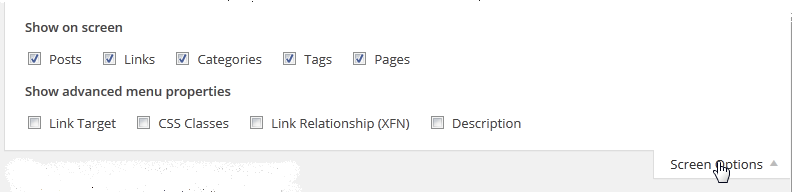 Show on screen
Posts Links Categories Tags Pages
Show advanced menu properties
Link Target CSS Classes Link Relationship (XFN) Description
Screen Options